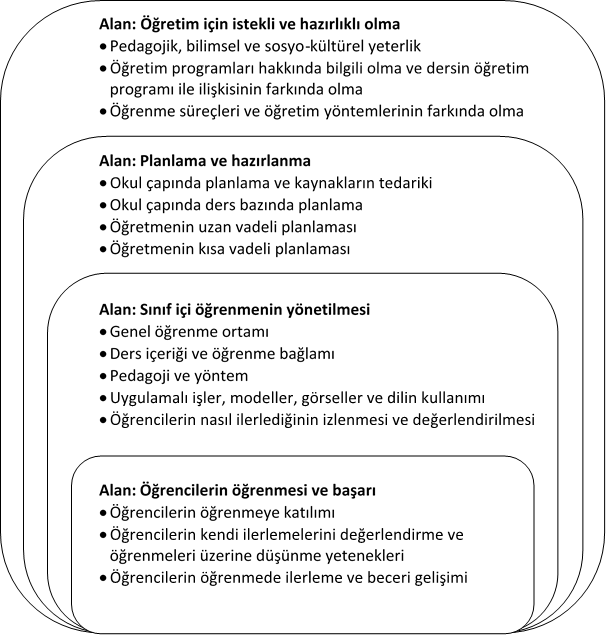 Alan: Öğretim için istekli ve hazırlıklı olma
• Pedagojik, bilimsel ve sosyo-kültürel yeterlik
• Öğretim programları hakkında bilgili olma ve dersin öğretim
programı ile ilişkisinin farkında olma
• Öğrenme süreçleri ve öğretim yöntemlerinin farkında olma
Alan: Planlama ve hazırlanma
• Okul çapında planlama ve kaynakların tedariki
• Okul çapında ders bazında planlama
• Öğretmenin uzan vadeli planlaması
• Öğretmenin kısa vadeli planlaması
Alan: Sınıf içi öğrenmenin yönetilmesi
• Genel öğrenme ortamı
• Ders içeriği ve öğrenme bağlamı
• Pedagoji ve yöntem
• Uygulamalı işler, modeller, görseller ve dilin kullanımı
• Öğrencilerin nasıl ilerlediğinin izlenmesi ve değerlendirilmesi
Alan: Öğrencilerin öğrenmesi ve başarı
• Öğrencilerin öğrenmeye katılımı
• Öğrencilerin kendi ilerlemelerini değerlendirme ve
öğrenmeleri üzerine düşünme yetenekleri
• Öğrencilerin öğrenmede ilerleme ve beceri gelişimi